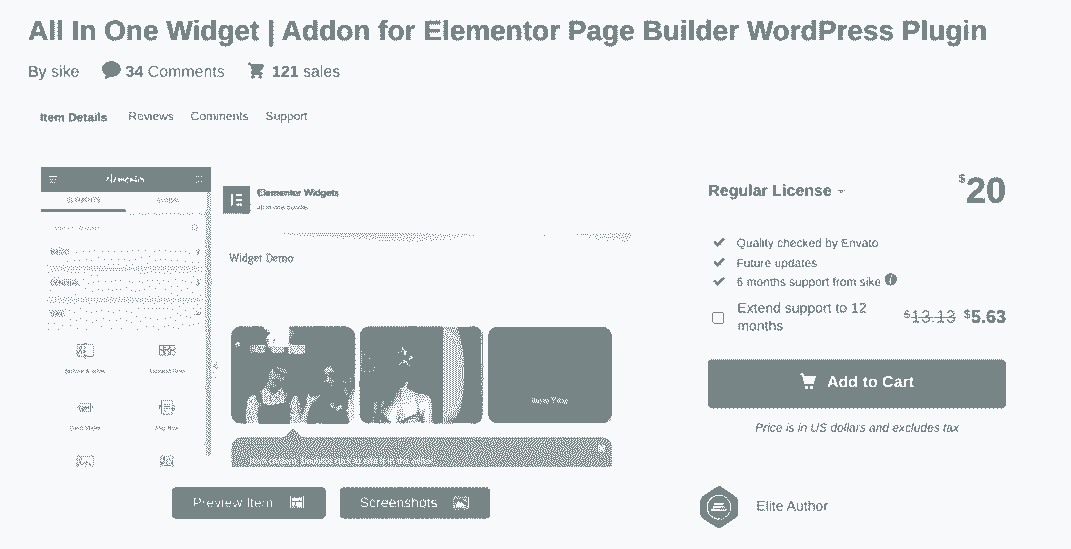 All In One Widget | Addon for Elementor Page Builder WordPress Plugin
By sike 34 Comments 121 sales
Item Details Reviews Comments Support
Elementor Widgets
Widget Demo
Preview Item
Screenshots
Regular License $20
Quality checked by Envato
Future updates
6 months support from sike
Extend support to 12
months $13.13 $5.63
Add to Cart
Price is in US dollars and excludes tax
Elite Author